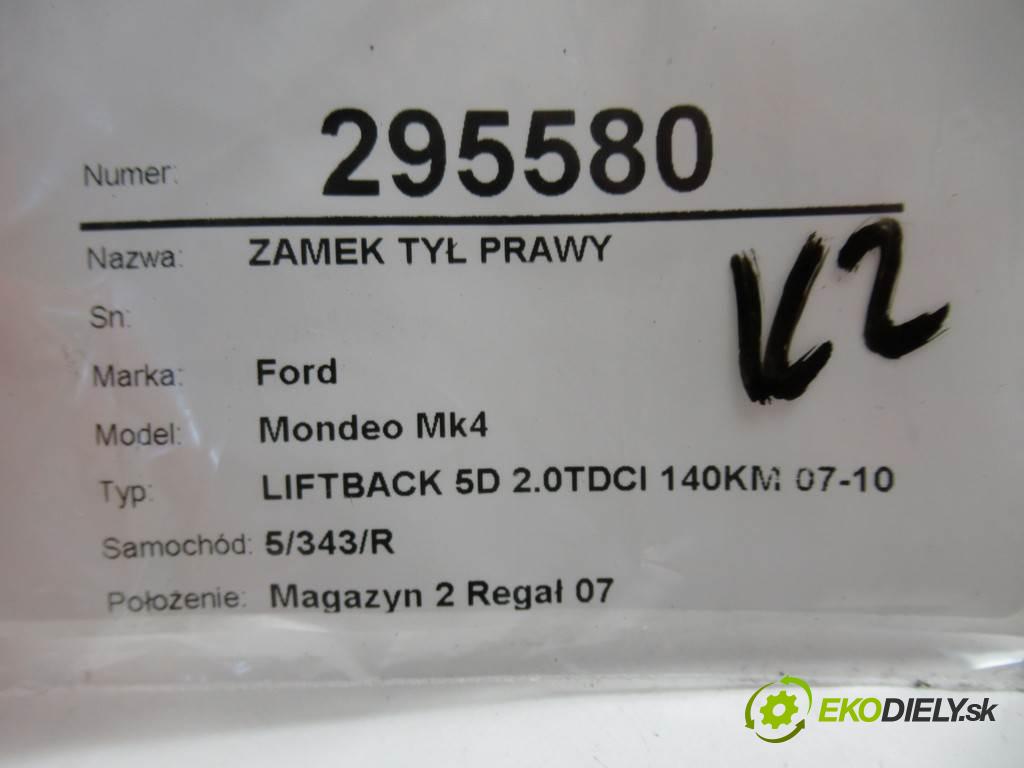 Numer: 295580
Nazwa: ZAMEK TYŁ PRAWY
Sn:
Marka: Ford
Model: Mondeo Mk4
Typ: LIFTBACK 5D 2.0TDCI 140KM 07-10
Samochód: 5/343/R
Położenie: Magazyn 2 Regał 07
V2
EKODIELY.sk